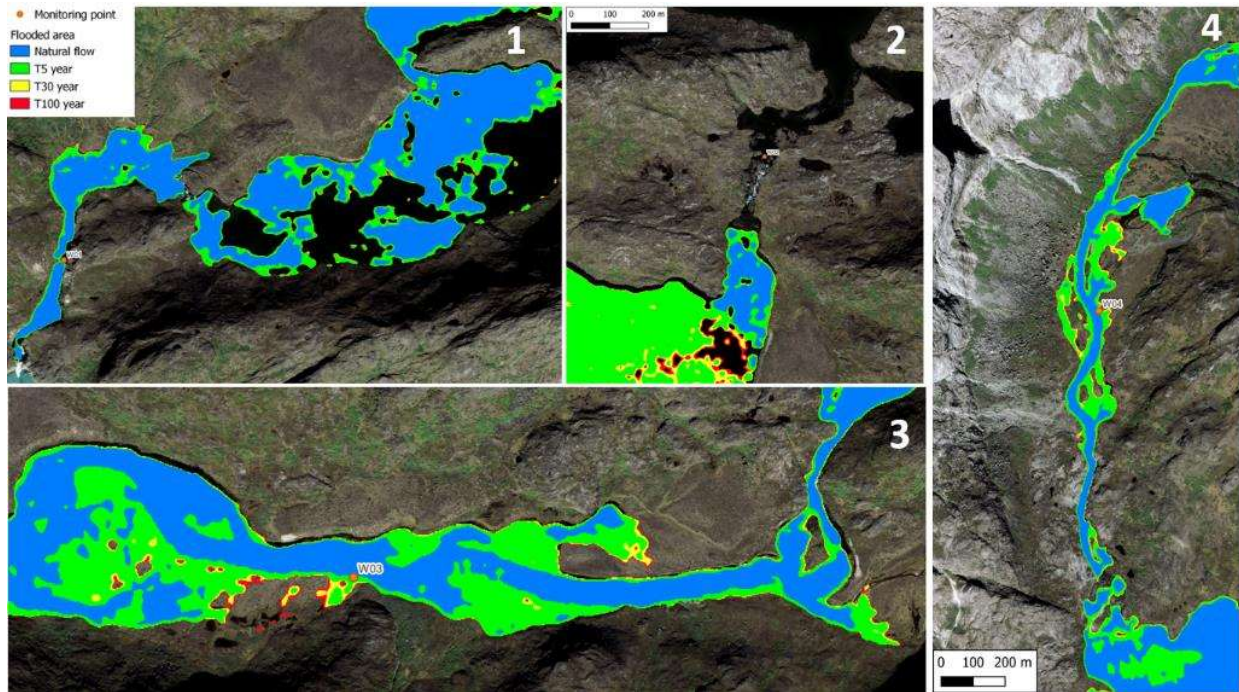 Monitoring point
Flooded area
Natural flow
T5 year
T30 year
T100 year
1
0 100 200 m
2
4
W04
3
W03
0 100 200 m